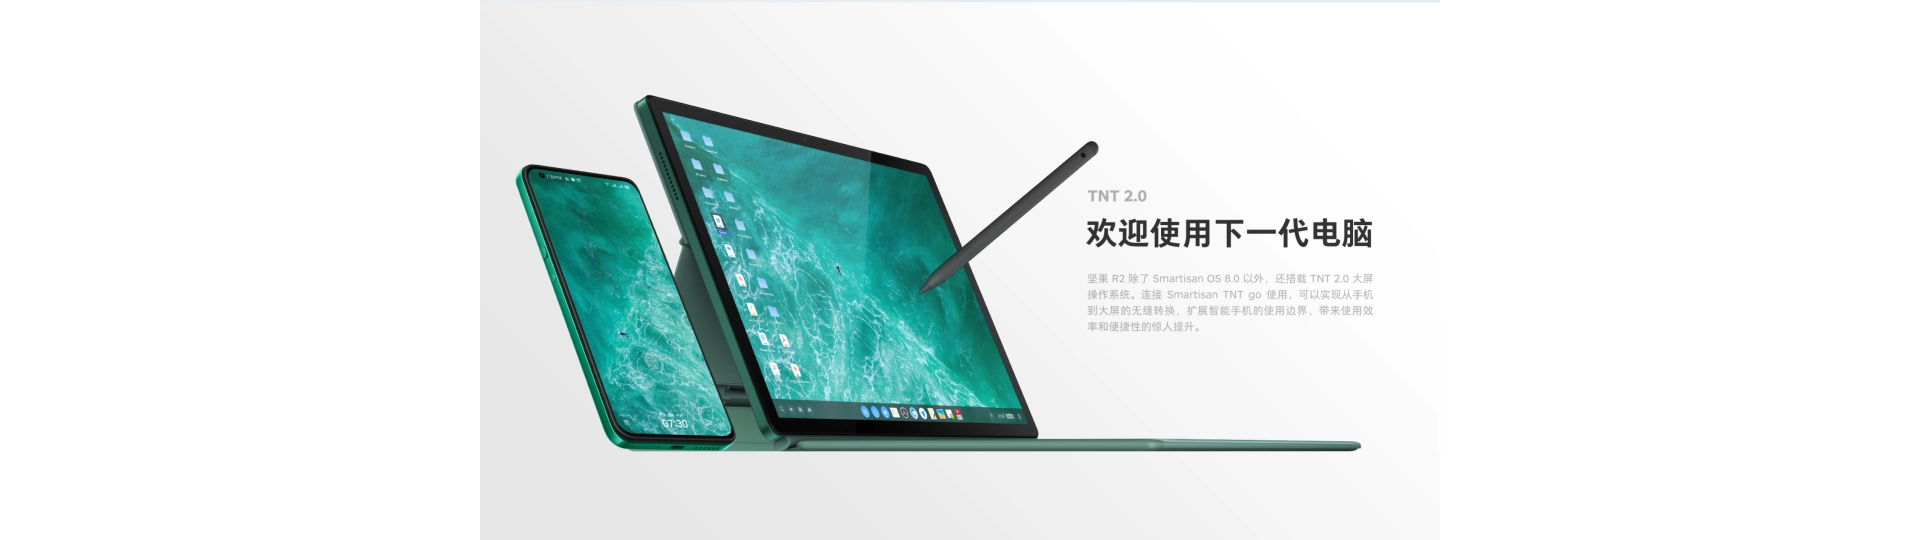 TNT 2.0
欢迎使用下一代电脑
坚果 R2 除了 Smartisan OS 8.0 以外，还搭载 TNT 2.0 大屏
操作系统。连接 Smartisan TNT go 使用，可以实现从手机
到大屏的无缝转换，扩展智能手机的使用边界，带来使用效
率和便捷性的惊人提升。
07:30